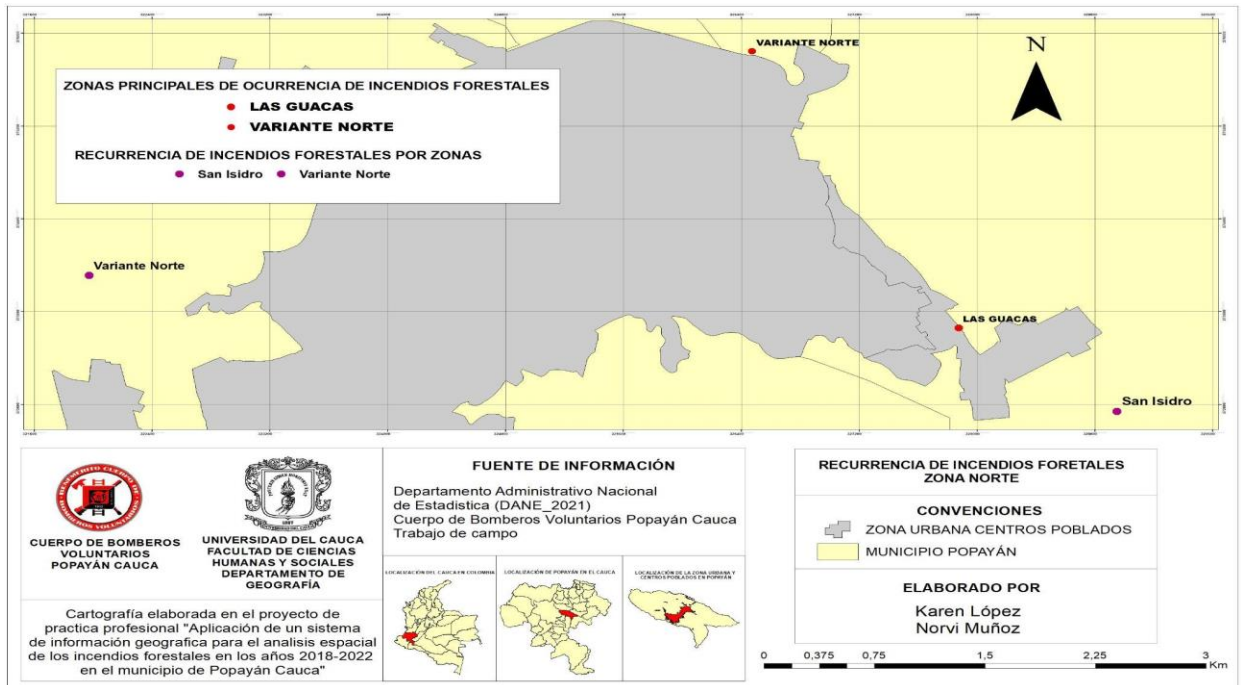 VARIANTE NORTE
N
ZONAS PRINCIPALES DE OCURRENCIA DE INCENDIOS FORESTALES
LAS GUACAS
VARIANTE NORTE
RECURRENCIA DE INCENDIOS FORESTALES POR ZONAS
San Isidro Variante Norte
Variante Norte
LAS GUACAS
San Isidro
CUERPO DE BOMBEROS
VOLUNTARIOS
POPAYÁN CAUCA
UNIVERSIDAD DEL CAUCA
FACULTAD DE CIENCIAS
HUMANAS Y SOCIALES
DEPARTAMENTO DE
GEOGRAFÍA
Cartografía elaborada en el proyecto de
practica profesional "Aplicación de un sistema
de información geografica para el analisis espacial
de los incendios forestales en los años 2018-2022
en el municipio de Popayán Cauca"
FUENTE DE INFORMACIÓN
Departamento Administrativo Nacional
de Estadistica (DANE_2021)
Cuerpo de Bomberos Voluntarios Popayán Cauca
Trabajo de campo
LOCALIZACIÓN DEL CAUCA EN COLOMBIA
LOCALIZACIÓN DE POPAYÁN EN EL CAUCA
LOCALIZACIÓN DE LA ZONA URBANA Y
CENTROS POBLADOS EN POPAYÁN
RECURRENCIA DE INCENDIOS FORETALES
ZONA NORTE
CONVENCIONES
ZONA URBANA CENTROS POBLADOS
MUNICIPIO POPAYÁN
ELABORADO POR
Karen López
Norvi Muñoz
0 0,375 0,75 1,5 2,25 3
Km